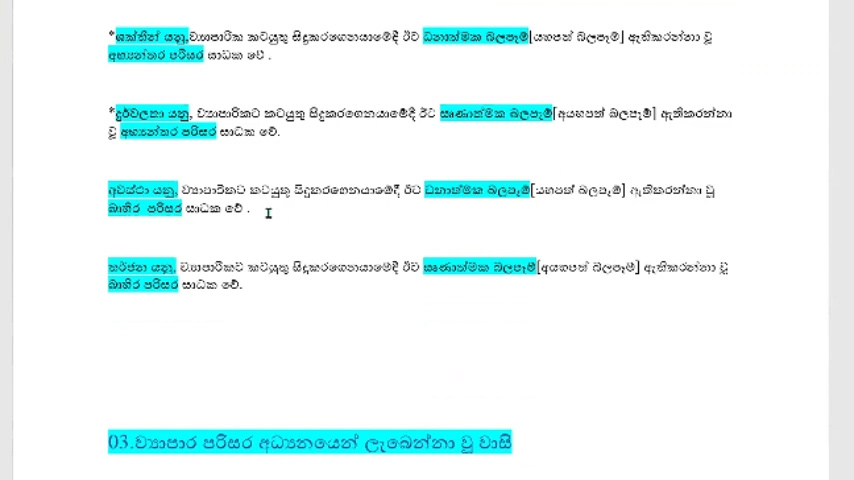 *ශක්තීන් යනු,ව්‍යාපාරික කටයුතු සිදුකරගෙනයාමේදී ඊට ධනාත්මක බලපෑම්[යහපත් බලපෑම්] ඇතිකරන්නා වූ
අභ්‍යන්තර පරිසර සාධක වේ .
*දුර්වලතා යනු, ව්‍යාපාරිකට කටයුතු සිදුකරගෙනයාමේදී ඊට සෘණාත්මක බලපෑම්[අයහපත් බලපෑම්] ඇතිකරන්නා
වූ අභ්‍යන්තර පරිසර සාධක වේ.
අවස්ථා යනු, ව්‍යාපාරිකට කටයුතු සිදුකරගෙනයාමේදී ඊට ධනාත්මක බලපෑම්[යහපත් බලපෑම්] ඇතිකරන්නා වූ
බාහිර පරිසර සාධක වේ .
තර්ජන යනු, ව්‍යාපාරිකට කටයුතු සිදුකරගෙනයාමේදී ඊට සෘණාත්මක බලපෑම්[අයහපත් බලපෑම්] ඇතිකරන්නා වූ
බාහිර පරිසර සාධක වේ.
03.ව්‍යාපාර පරිසර අධ්‍යනයෙන් ලැබෙන්නා වූ වාසි